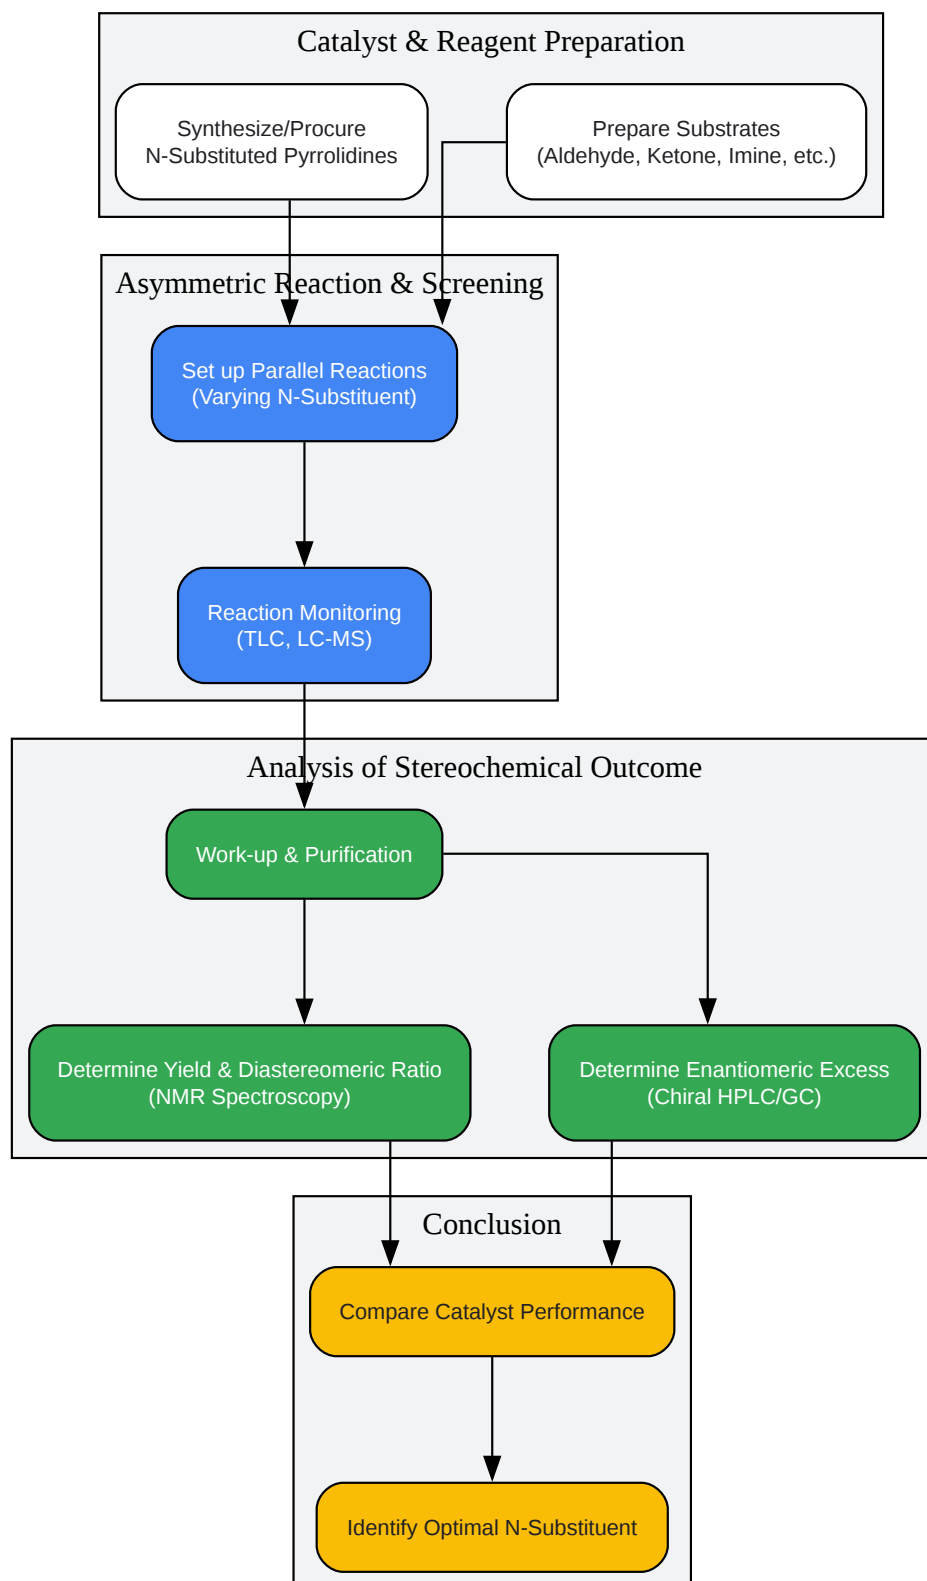 Catalyst & Reagent Preparation
Synthesize/Procure
N-Substituted Pyrrolidines
Prepare Substrates
(Aldehyde, Ketone, Imine, etc.)
Asymmetric Reaction & Screening
Set up Parallel Reactions
(Varying N-Substituent)
Reaction Monitoring
(TLC, LC-MS)
Analysis of Stereochemical Outcome
Work-up & Purification
Determine Yield & Diastereomeric Ratio
(NMR Spectroscopy)
Determine Enantiomeric Excess
(Chiral HPLC/GC)
Conclusion
Compare Catalyst Performance
Identify Optimal N-Substituent